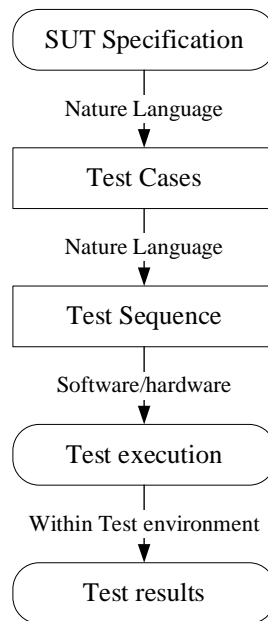 SUT Specification
Nature Language
Test Cases
Nature Language
Test Sequence
Software/hardware
Test execution
Within Test environment
Test results